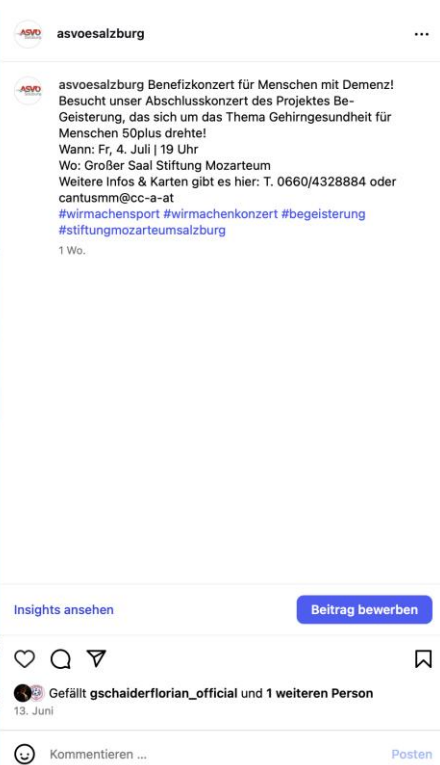 ASVÖ
asvoesalzburg
...
ASVÖ
asvoesalzburg Benefizkonzert für Menschen mit Demenz!
Besucht unser Abschlusskonzert des Projektes Be-
Geisterung, das sich um das Thema Gehirngesundheit für
Menschen 50plus drehte!
Wann: Fr, 4. Juli | 19 Uhr
Wo: Großer Saal Stiftung Mozarteum
Weitere Infos & Karten gibt es hier: T. 0660/4328884 oder
cantusmm@cc-a-at
#wirmachensport #wirmachenkonzert #begeisterung
#stiftungmozarteumsalzburg
1 Wo.
Insights ansehen
Beitrag bewerben
Gefällt gschaiderflorian_official und 1 weiteren Person
13. Juni
Kommentieren ...
Posten